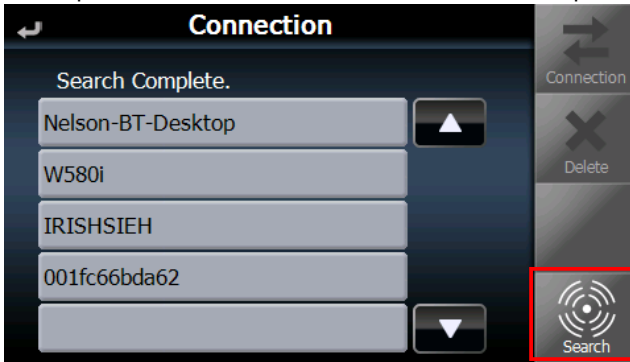 Connection
Search Complete.
Nelson-BT-Desktop
W580i
IRISHSIEH
001fc66bda62
Connection
Delete
Search